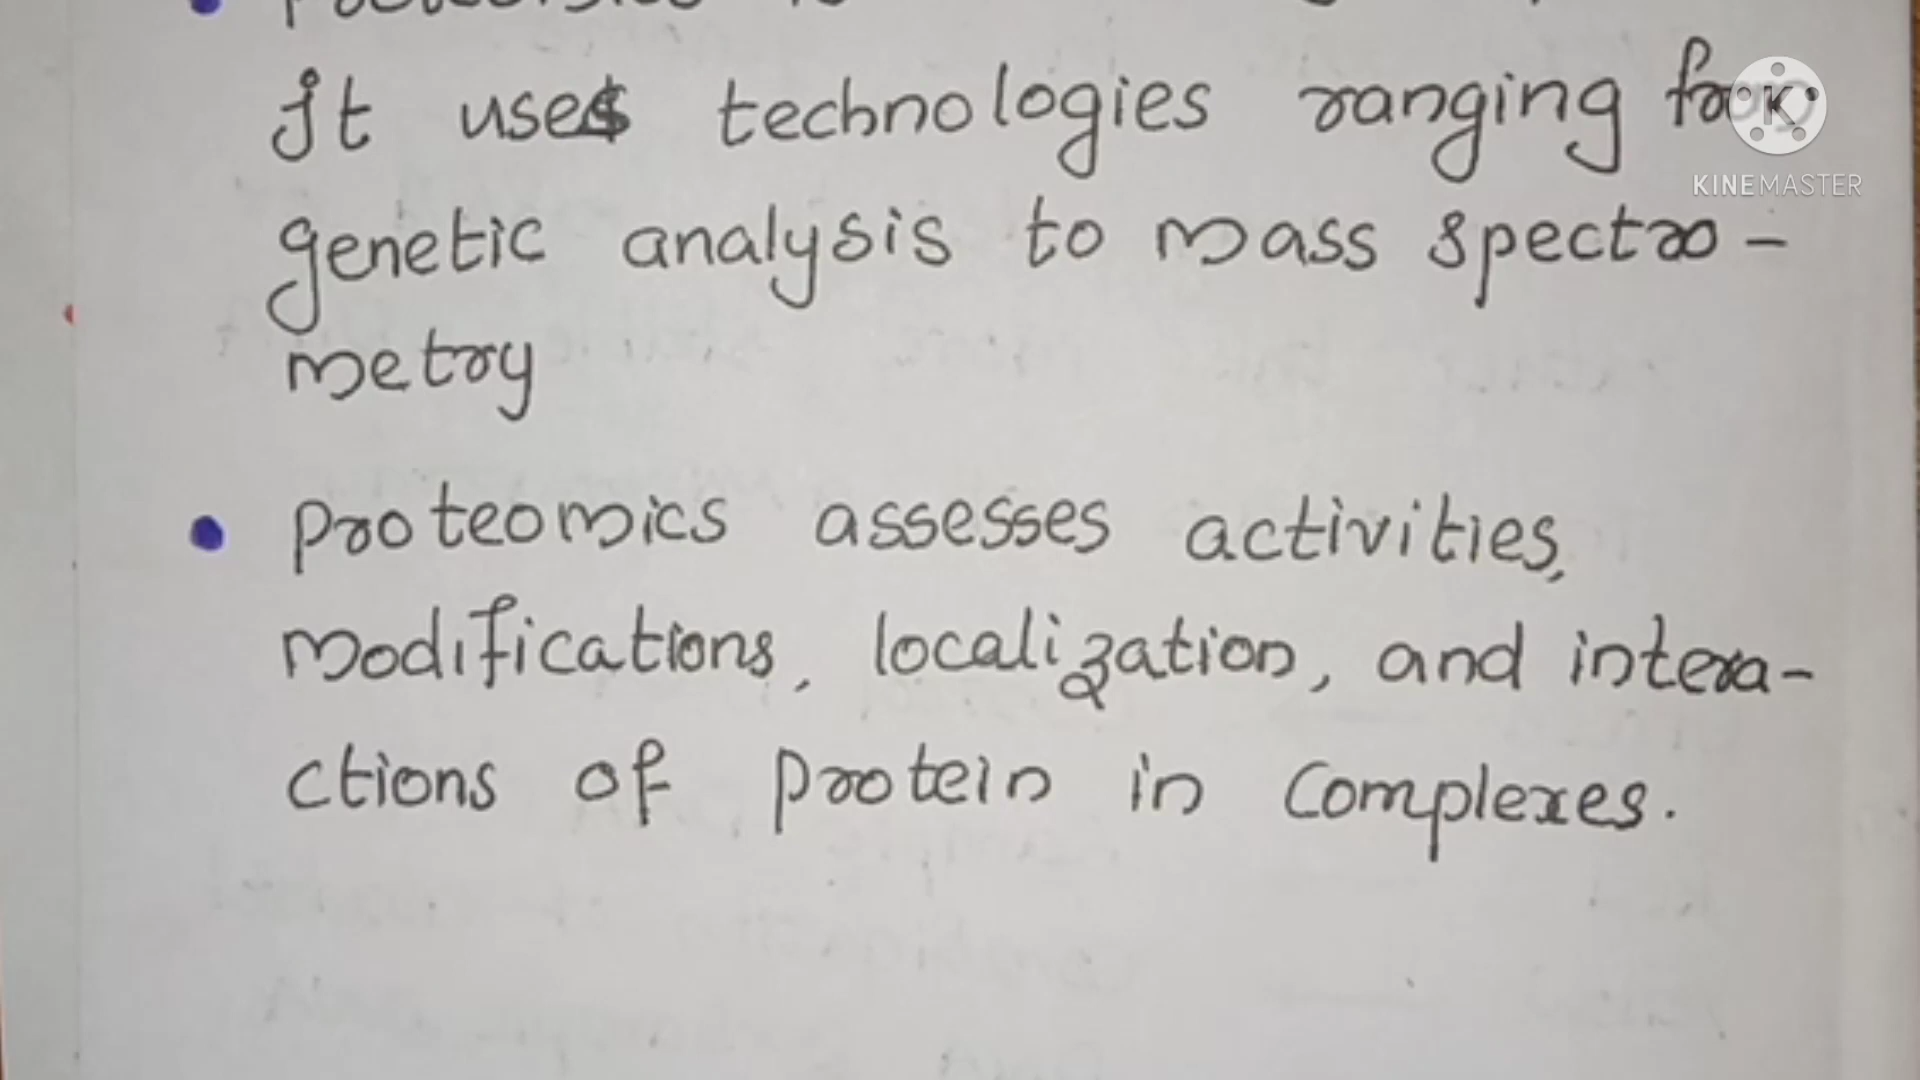 It uses technologies ranging from
genetic analysis to mass spectro-
metry
• Proteomics assesses activities,
modifications, localization, and intera-
ctions of protein in complexes.
KINEMASTER